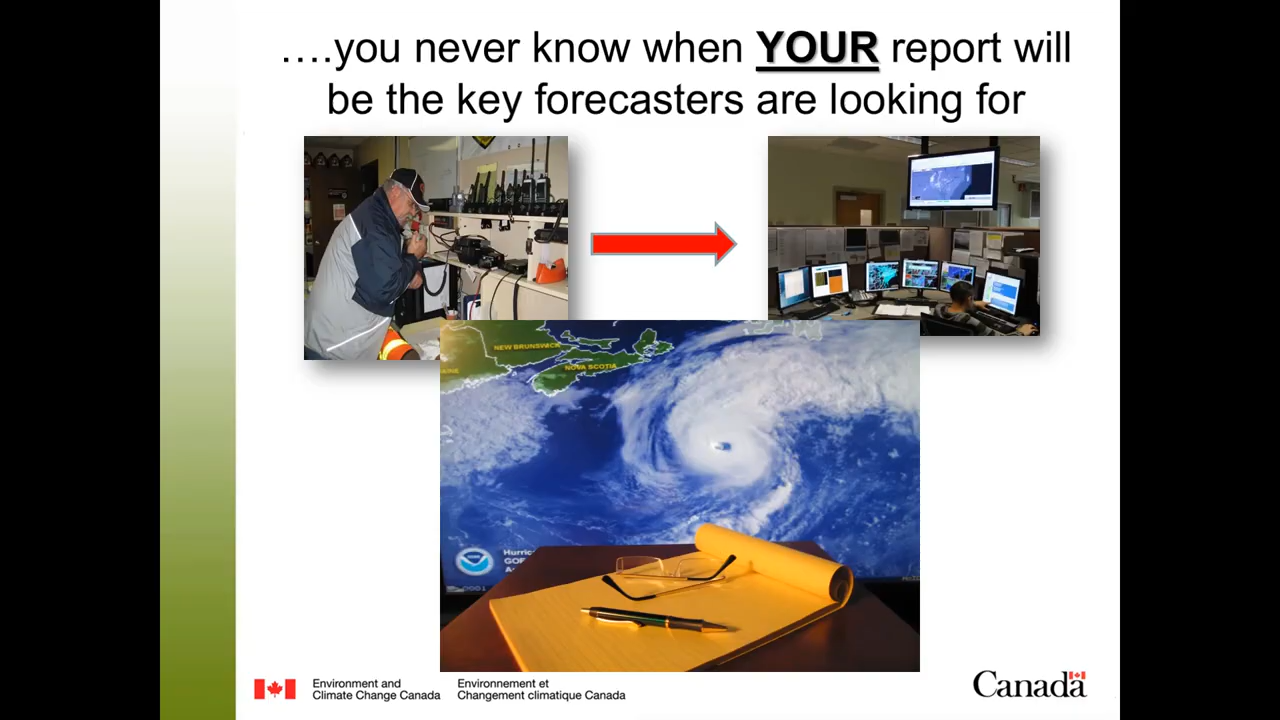 ....you never know when YOUR report will
be the key forecasters are looking for
NEW BRUNSWICK
NOVA SCOTIA
Environment and
Climate Change Canada
Environnement et
Changement climatique Canada
Canada